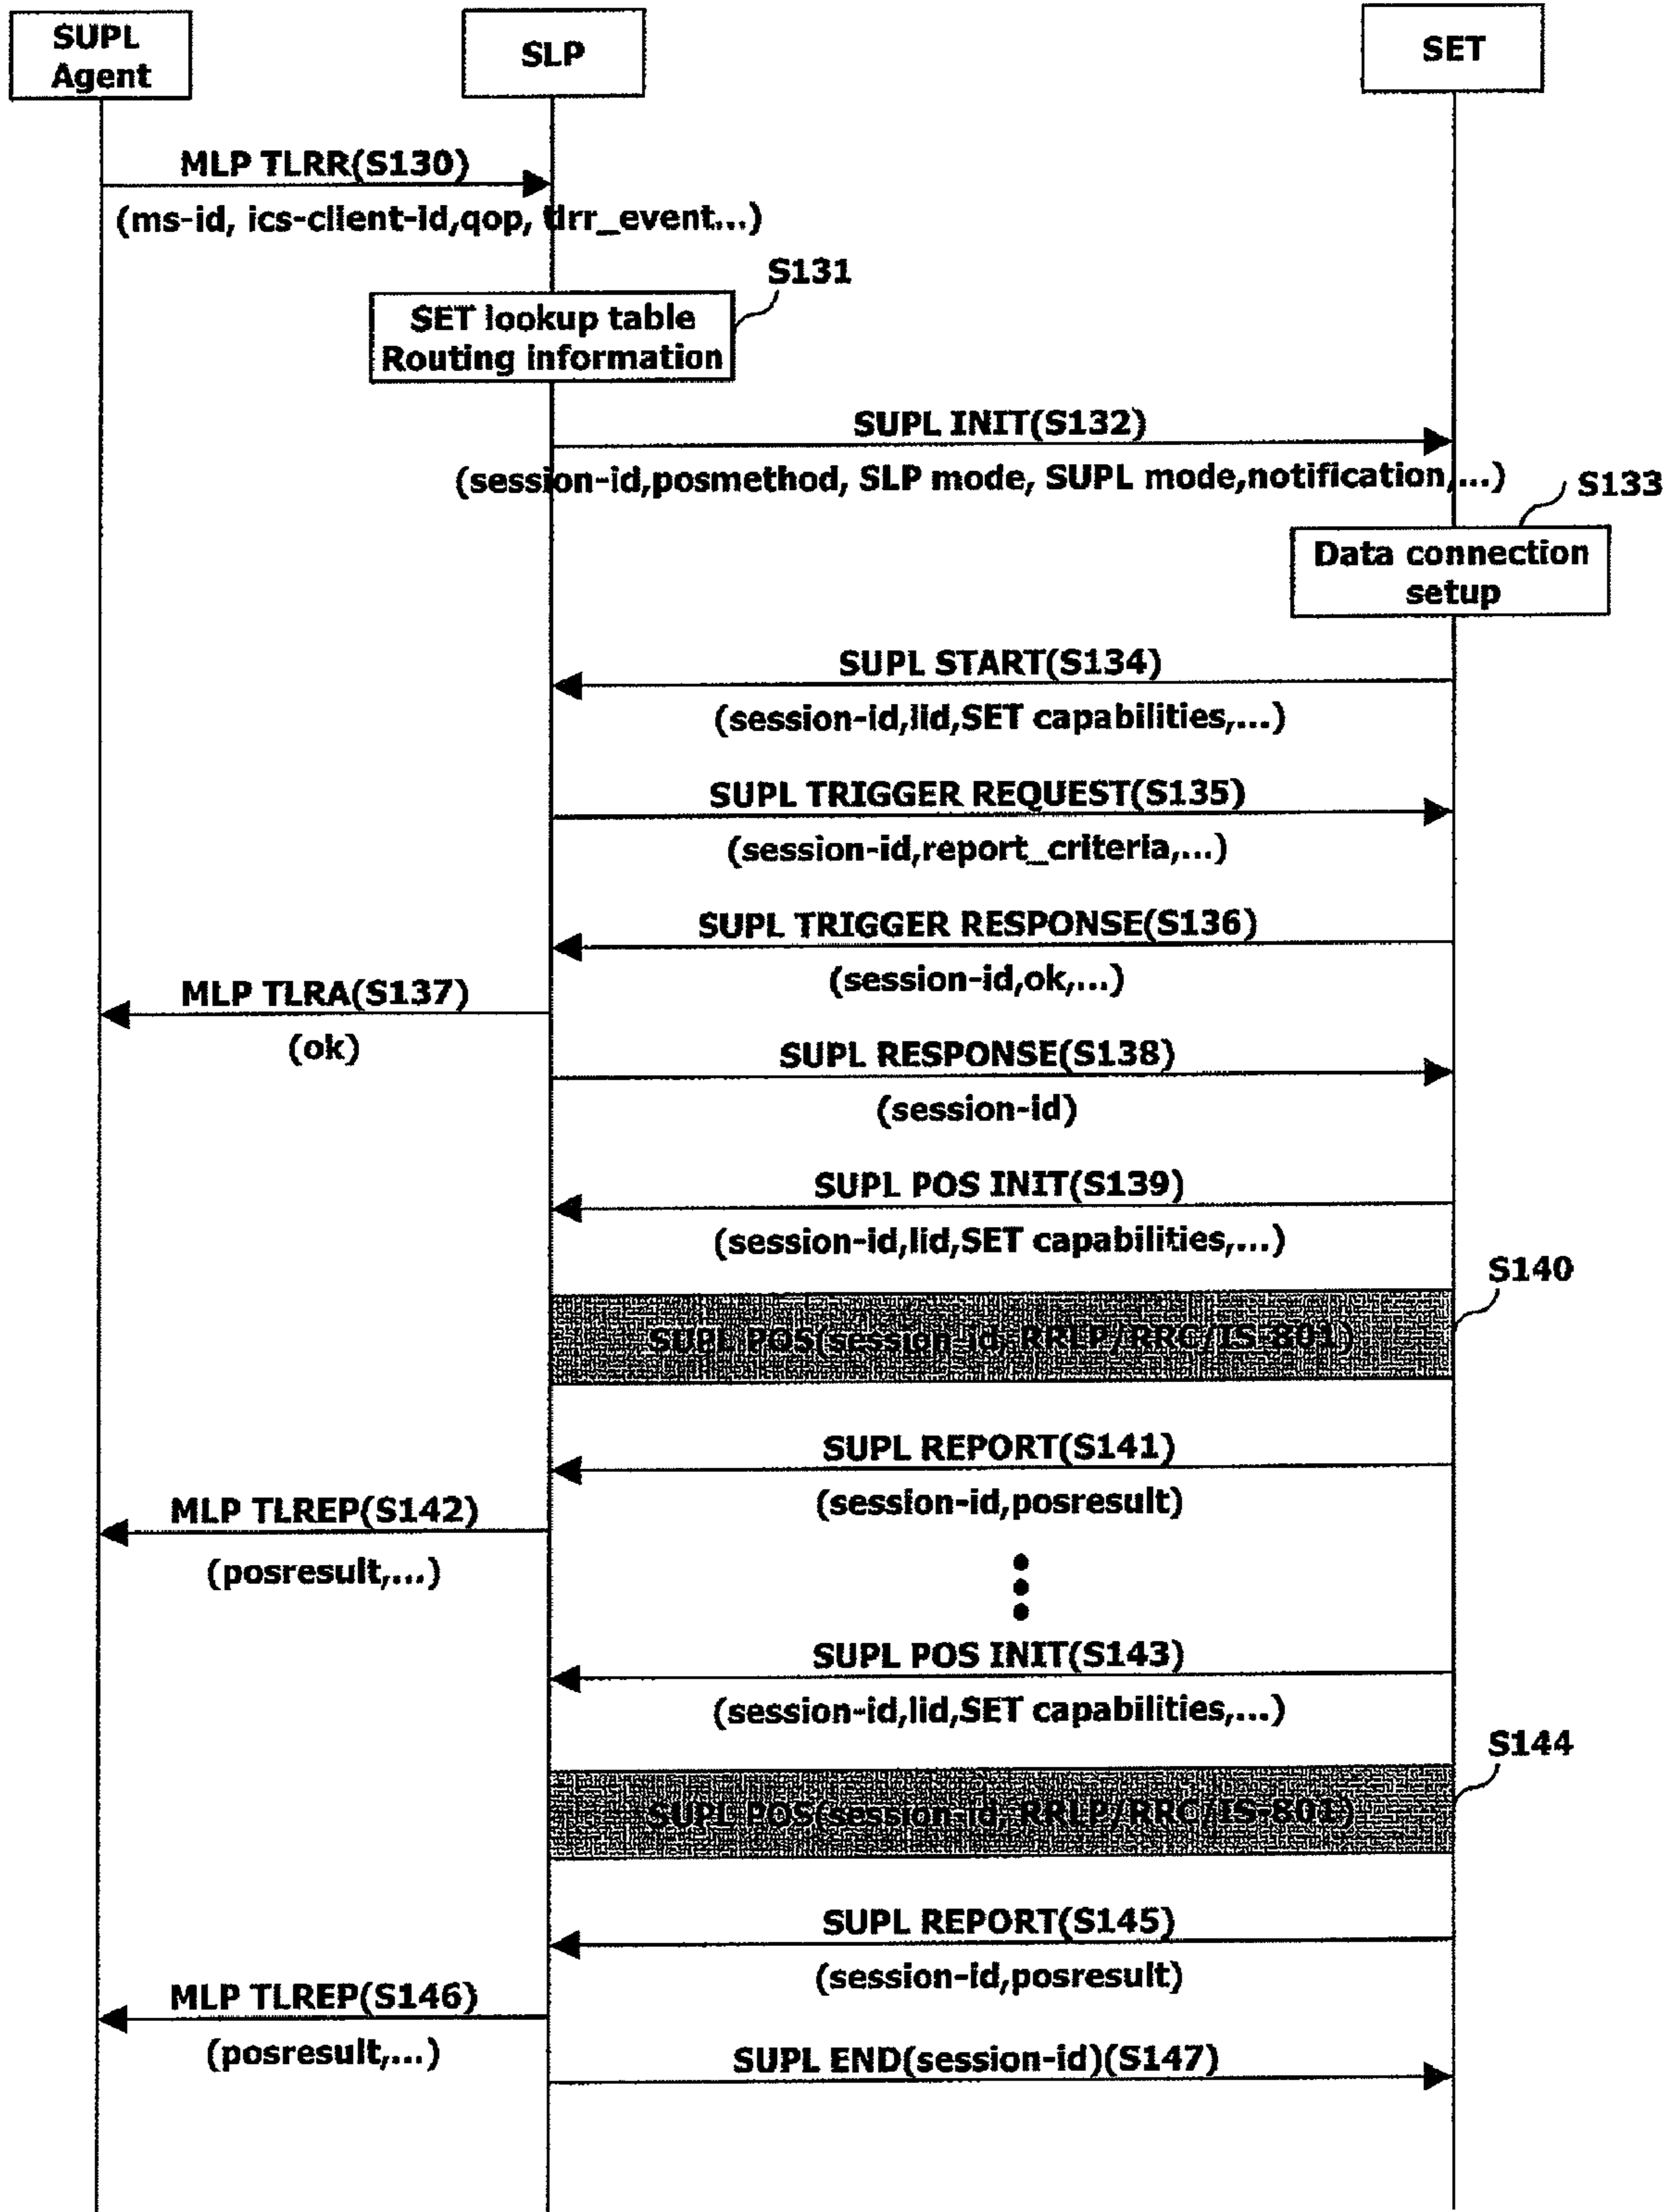 SUPL
Agent
SLP
SET
MLP TLRR(S130)
(ms-id, ics-client-id,qop, tlrr_event...)
S131
SET lookup table
Routing information
SUPL INIT(S132)
(session-id,posmethod, SLP mode, SUPL mode,notification,...)
S133
Data connection
setup
SUPL START(S134)
(session-id,lid,SET capabilities,...)
SUPL TRIGGER REQUEST(S135)
(session-id,report_criteria,...)
SUPL TRIGGER RESPONSE(S136)
(session-id,ok,...)
MLP TLRA(S137)
(ok)
SUPL RESPONSE(S138)
(session-id)
SUPL POS INIT(S139)
(session-id,lid,SET capabilities,...)
S140
SUPL POS(session-id, RRLP/RRC/IS-801)
SUPL REPORT(S141)
(session-id,posresult)
MLP TLREP(S142)
(posresult,...)
SUPL POS INIT(S143)
(session-id,lid,SET capabilities,...)
S144
SUPL POS(session-id, RRLP/RRC/IS-801)
SUPL REPORT(S145)
(session-id,posresult)
MLP TLREP(S146)
(posresult,...)
SUPL END(session-id)(S147)